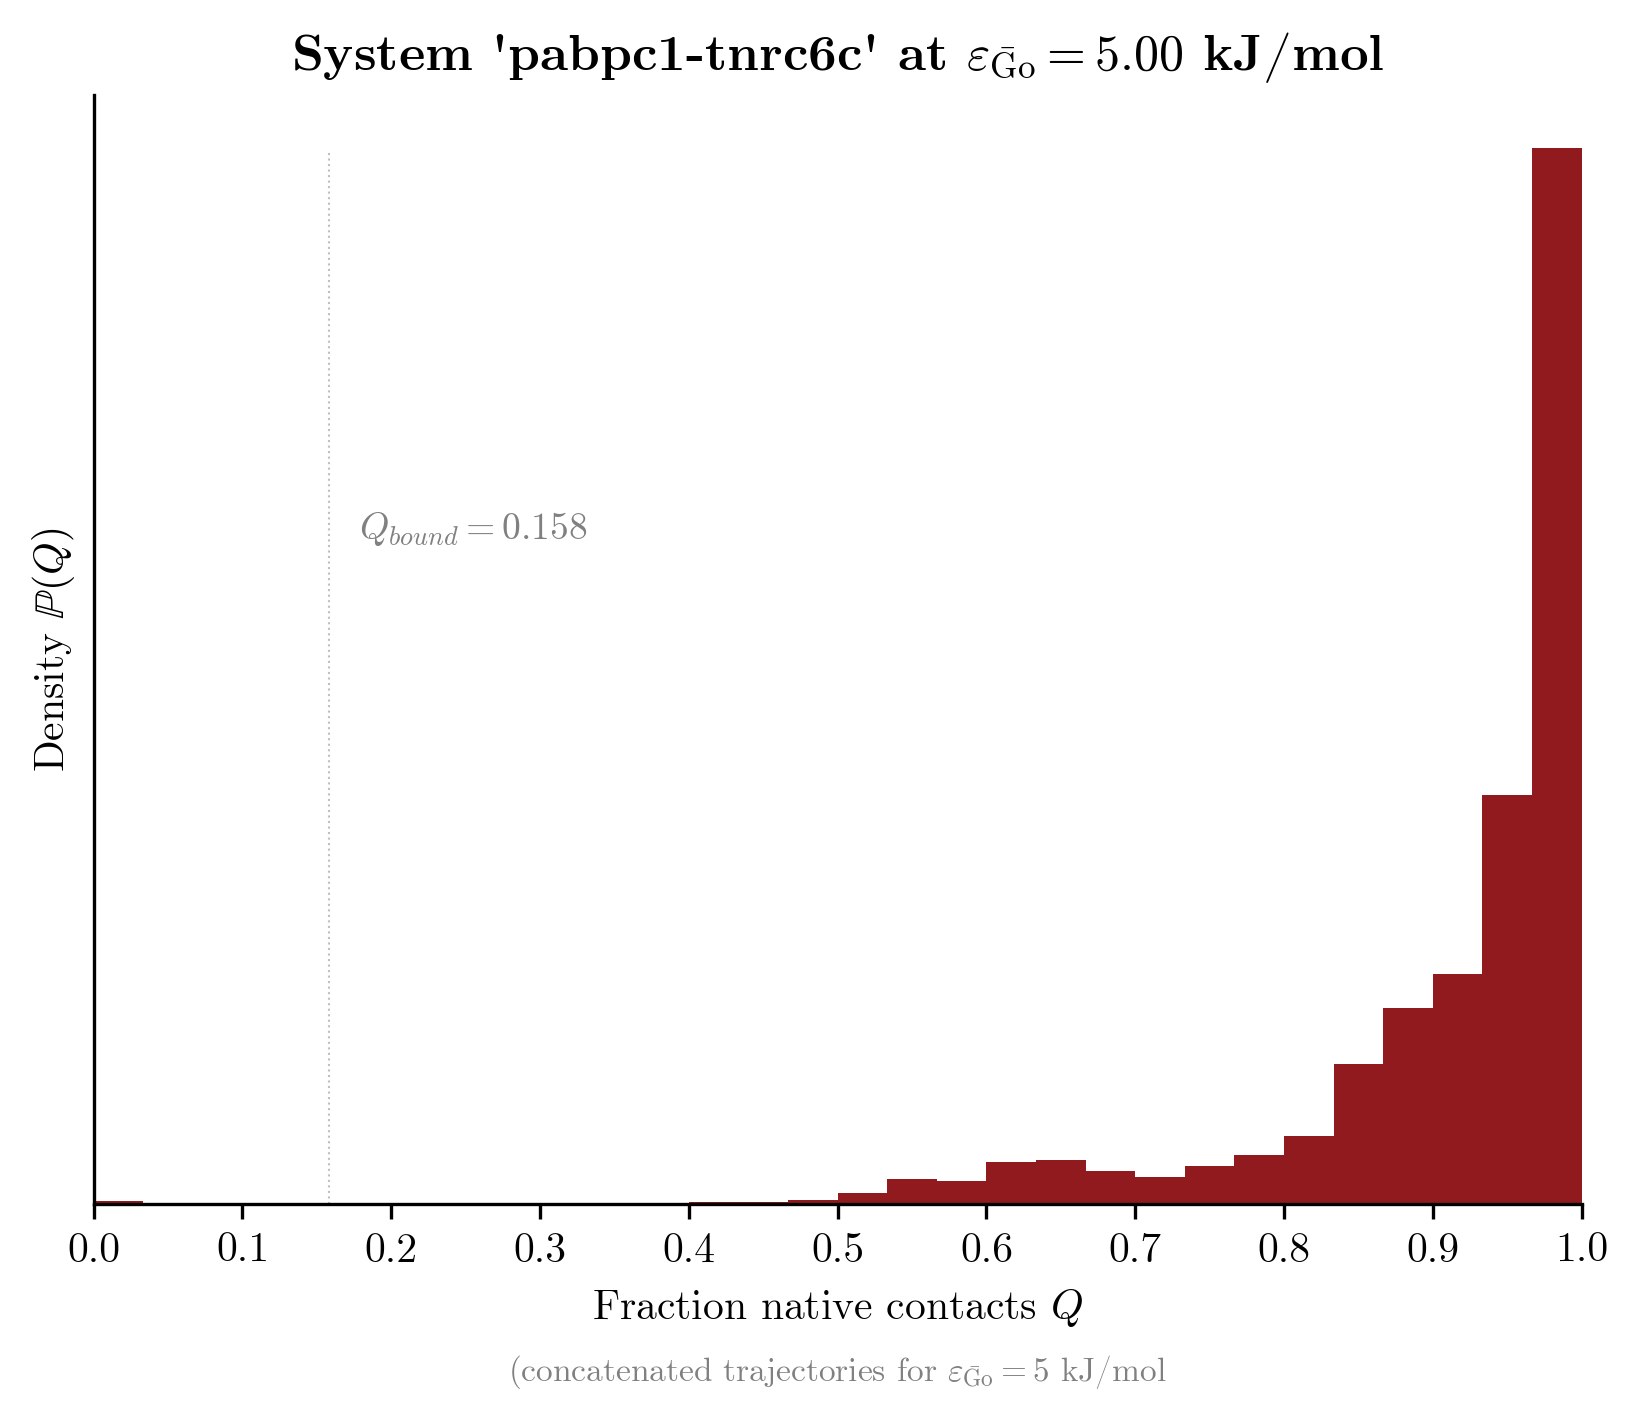 System 'pabpc1-tnrc6c' at ε_Ḡo = 5.00 kJ/mol
Density ℙ(Q)
Q_bound = 0.158
0.0 0.1 0.2 0.3 0.4 0.5 0.6 0.7 0.8 0.9 1.0
Fraction native contacts Q
(concatenated trajectories for ε_Ḡo = 5 kJ/mol